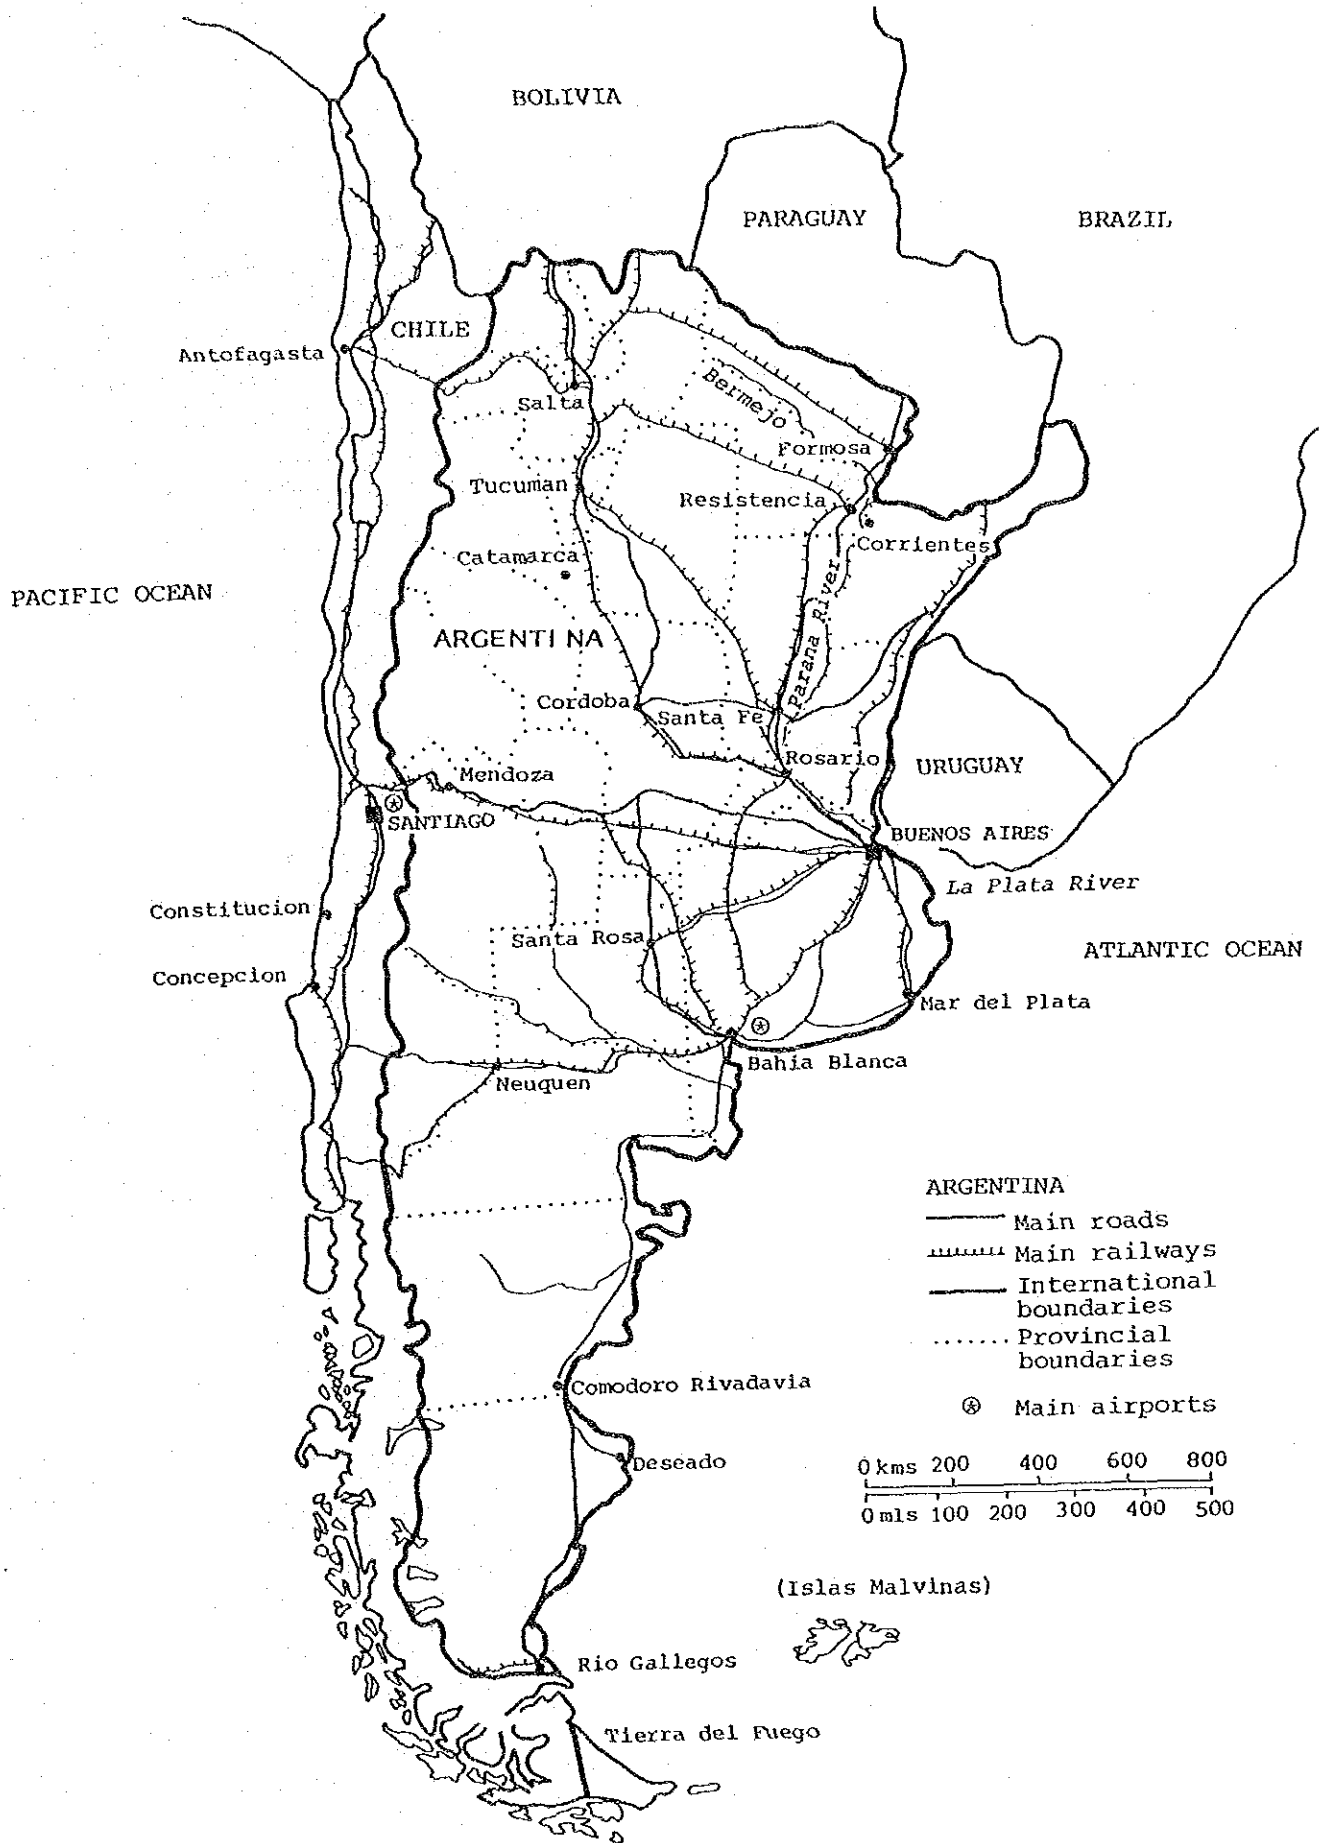 BOLIVIA
PARAGUAY
BRAZIL
CHILE
Antofagasta
Salta
Bermejo
Formosa
Tucuman
Resistencia
Corrientes
Catamarca
PACIFIC OCEAN
ARGENTINA
Parana River
Cordoba
Santa Fe
Rosario
URUGUAY
Mendoza
SANTIAGO
BUENOS AIRES
La Plata River
Constitucion
Santa Rosa
ATLANTIC OCEAN
Concepcion
Mar del Plata
Bahia Blanca
Neuquen
ARGENTINA
Main roads
Main railways
International
boundaries
Provincial
boundaries
Main airports
Comodoro Rivadavia
Deseado
0 kms 200 400 600 800
0 mls 100 200 300 400 500
(Islas Malvinas)
Rio Gallegos
Tierra del Fuego